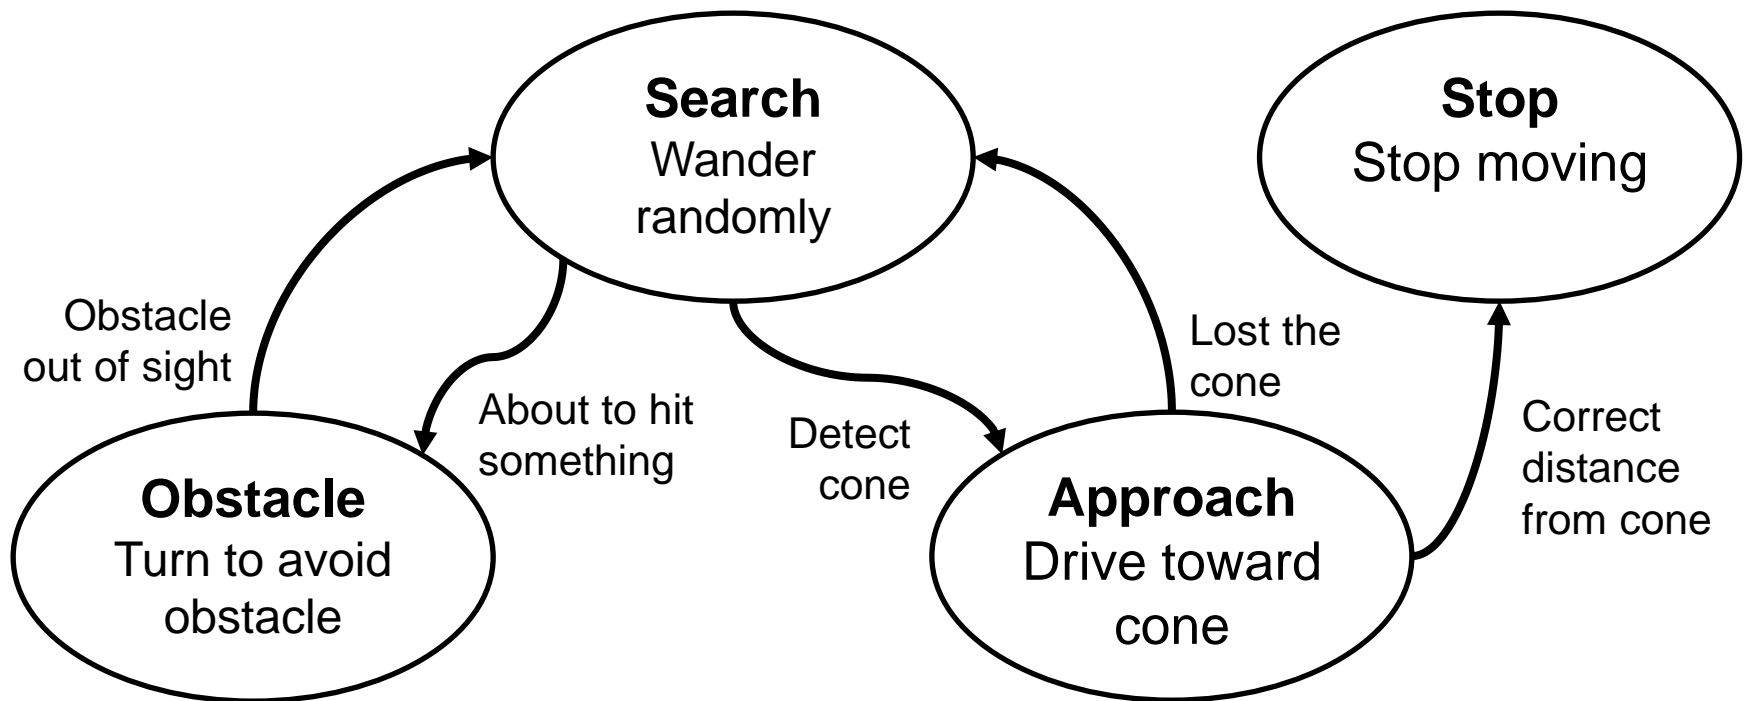 Search
Wander
randomly
Stop
Stop moving
Obstacle
out of sight
About to hit
something
Detect
cone
Lost the
cone
Correct
distance
from cone
Obstacle
Turn to avoid
obstacle
Approach
Drive toward
cone